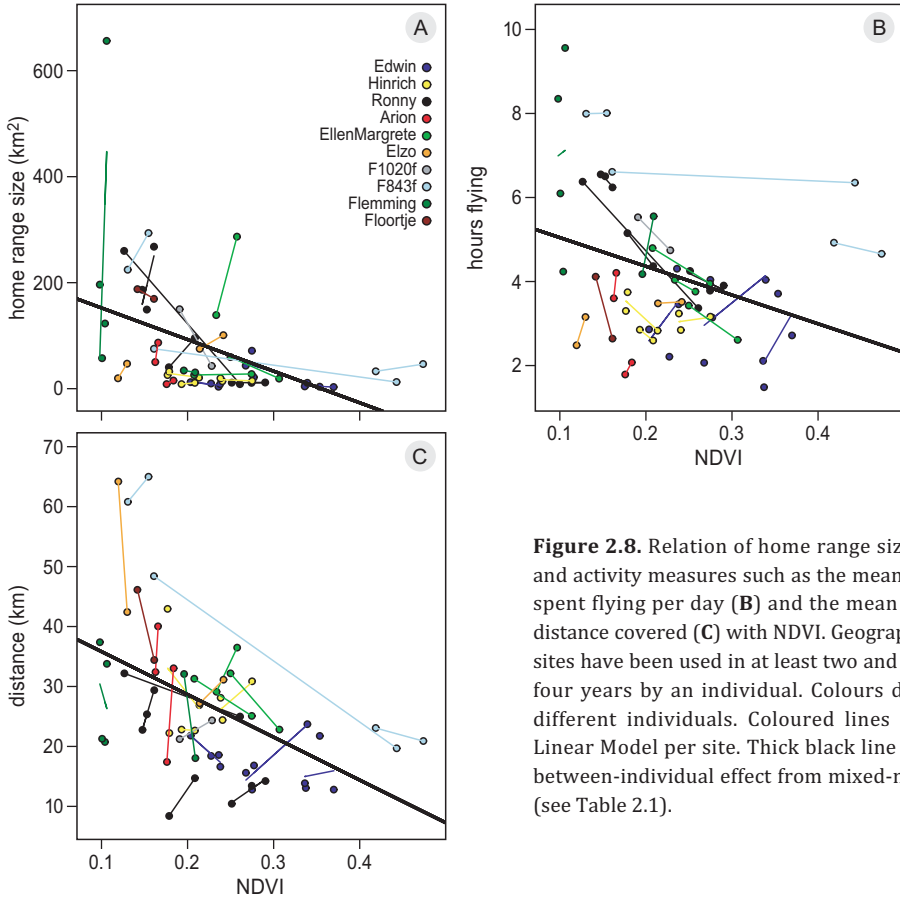 A
600
400
200
0
home range size (km²)
Edwin
Hinrich
Ronny
Arion
EllenMargrete
Elzo
F1020f
F843f
Flemming
Floortje
B
10
8
6
4
2
hours flying
0.1 0.2 0.3 0.4
NDVI
C
70
60
50
40
30
20
10
distance (km)
0.1 0.2 0.3 0.4
NDVI
Figure 2.8. Relation of home range siz
and activity measures such as the mean
spent flying per day (B) and the mean
distance covered (C) with NDVI. Geograp
sites have been used in at least two and
four years by an individual. Colours d
different individuals. Coloured lines
Linear Model per site. Thick black line
between-individual effect from mixed-
(see Table 2.1).